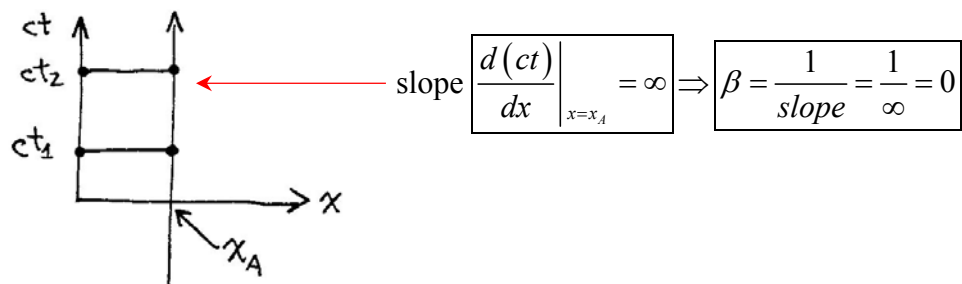 ct
ct₂
slope d(ct)/dx|ₓ₌ₓ_A = ∞ ⇒ β = 1/slope = 1/∞ = 0
ct₁
x
x_A